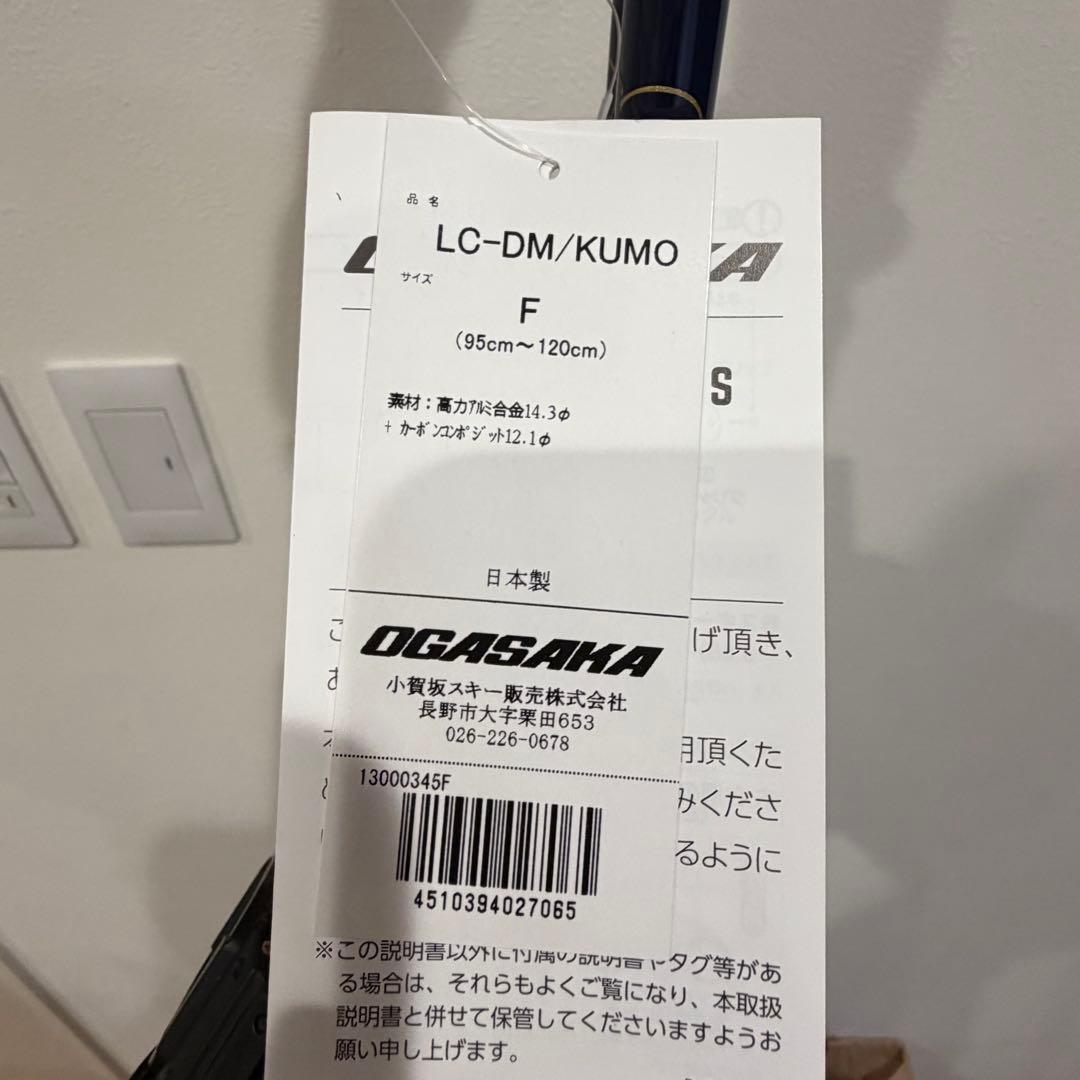 品名
LC-DM/KUMO
サイズ
F
(95cm〜120cm)
素材：高力アルミ合金14.3φ
+ カーボンコンポジット12.1φ
日本製
OGASAKA
小賀坂スキー販売株式会社
長野市大字栗田653
026-226-0678
13000345F
4510394027065
KA
S
げ頂き、
用頂くた
みくださ
るように
※この説明書以外に付属の説明書やタグ等があ
る場合は、それらもよくご覧になり、本取扱
説明書と併せて保管してくださいますようお
願い申し上げます。